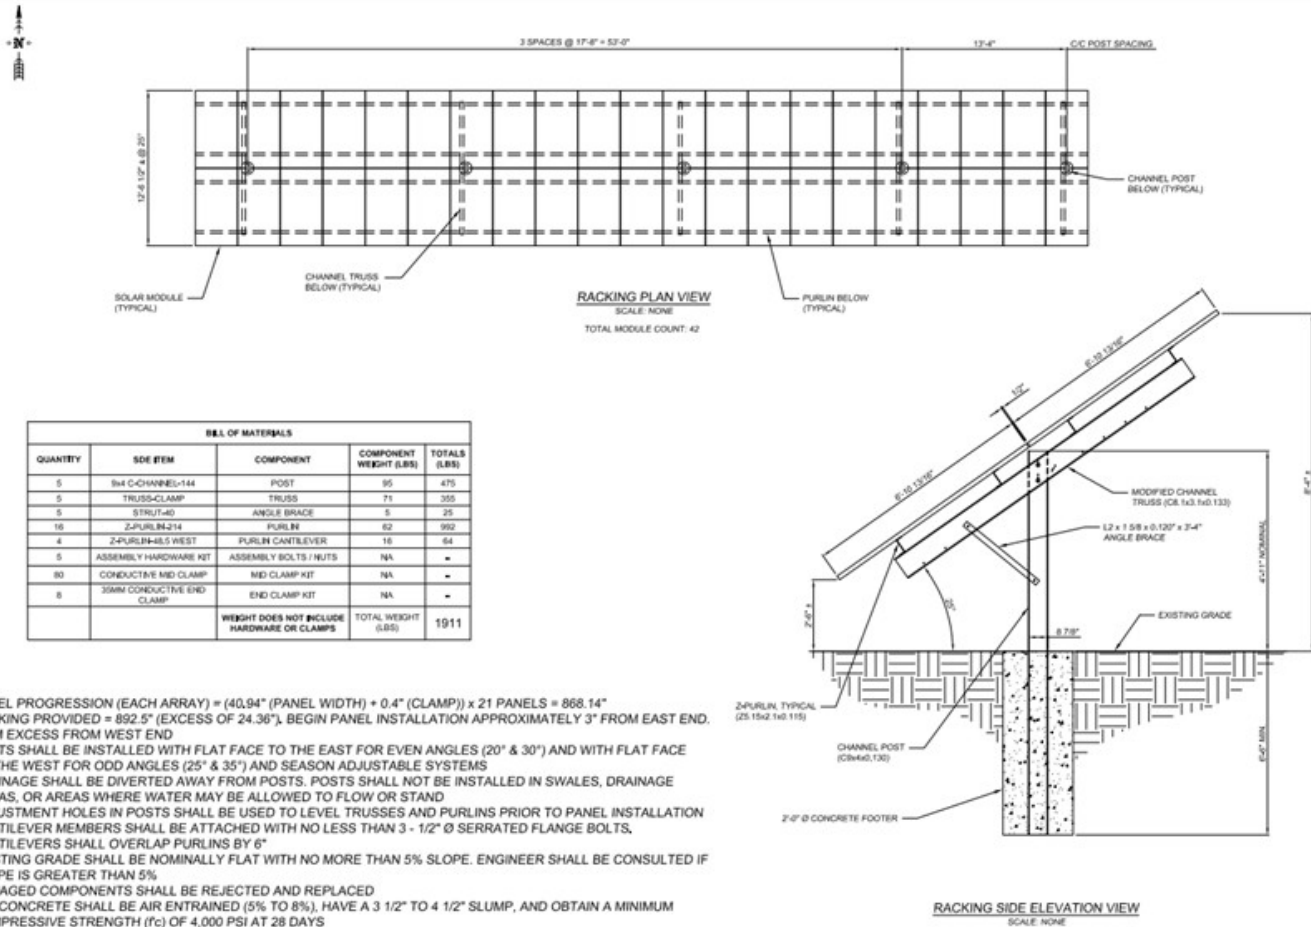 N
3 SPACES @ 17'-8" = 53'-0"
13'-4"
C/C POST SPACING
12'-6 1/2" ± @ 25°
CHANNEL POST
BELOW (TYPICAL)
CHANNEL TRUSS
BELOW (TYPICAL)
SOLAR MODULE
(TYPICAL)
PURLIN BELOW
(TYPICAL)
RACKING PLAN VIEW
SCALE: NONE
TOTAL MODULE COUNT: 42
BILL OF MATERIALS
QUANTITY SDE ITEM COMPONENT COMPONENT WEIGHT (LBS) TOTALS (LBS)
5 9x4 C-CHANNEL-144 POST 95 475
5 TRUSS-CLAMP TRUSS 71 355
5 STRUT-40 ANGLE BRACE 5 25
16 Z-PURLIN-214 PURLIN 62 992
4 Z-PURLIN-48.5 WEST PURLIN CANTILEVER 16 64
5 ASSEMBLY HARDWARE KIT ASSEMBLY BOLTS / NUTS NA -
80 CONDUCTIVE MID CLAMP MID CLAMP KIT NA -
8 35MM CONDUCTIVE END CLAMP END CLAMP KIT NA -
WEIGHT DOES NOT INCLUDE HARDWARE OR CLAMPS TOTAL WEIGHT (LBS) 1911
6'-10 13/16"
1/2"
6'-10 13/16"
MODIFIED CHANNEL
TRUSS (C8.1x3.1x0.133)
L2 x 1 5/8 x 0.120" x 3'-4"
ANGLE BRACE
4'-11" NOMINAL
2'-6" ±
25°
EXISTING GRADE
8 7/8"
Z-PURLIN, TYPICAL
(Z5.15x2.1x0.115)
CHANNEL POST
(C9x4x0.130)
2'-0" Ø CONCRETE FOOTER
RACKING SIDE ELEVATION VIEW
SCALE: NONE
EL PROGRESSION (EACH ARRAY) = (40.94" (PANEL WIDTH) + 0.4" (CLAMP)) x 21 PANELS = 868.14"
KING PROVIDED = 892.5" (EXCESS OF 24.36"). BEGIN PANEL INSTALLATION APPROXIMATELY 3" FROM EAST END.
M EXCESS FROM WEST END
TS SHALL BE INSTALLED WITH FLAT FACE TO THE EAST FOR EVEN ANGLES (20° & 30°) AND WITH FLAT FACE
THE WEST FOR ODD ANGLES (25° & 35°) AND SEASON ADJUSTABLE SYSTEMS
INAGE SHALL BE DIVERTED AWAY FROM POSTS. POSTS SHALL NOT BE INSTALLED IN SWALES, DRAINAGE
AS, OR AREAS WHERE WATER MAY BE ALLOWED TO FLOW OR STAND
USTMENT HOLES IN POSTS SHALL BE USED TO LEVEL TRUSSES AND PURLINS PRIOR TO PANEL INSTALLATION
TILEVER MEMBERS SHALL BE ATTACHED WITH NO LESS THAN 3 - 1/2" Ø SERRATED FLANGE BOLTS.
TILEVERS SHALL OVERLAP PURLINS BY 6"
TING GRADE SHALL BE NOMINALLY FLAT WITH NO MORE THAN 5% SLOPE. ENGINEER SHALL BE CONSULTED IF
PE IS GREATER THAN 5%
AGED COMPONENTS SHALL BE REJECTED AND REPLACED
CONCRETE SHALL BE AIR ENTRAINED (5% TO 8%), HAVE A 3 1/2" TO 4 1/2" SLUMP, AND OBTAIN A MINIMUM
MPRESSIVE STRENGTH (f'c) OF 4,000 PSI AT 28 DAYS